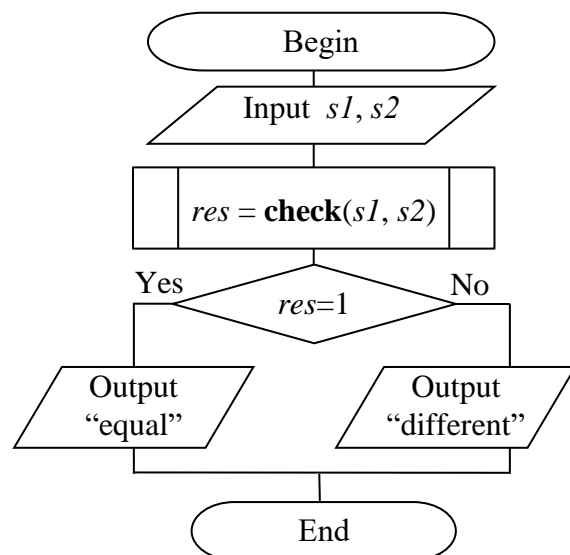 Begin
Input s1, s2
res = check(s1, s2)
Yes
No
res=1
Output
“equal”
Output
“different”
End